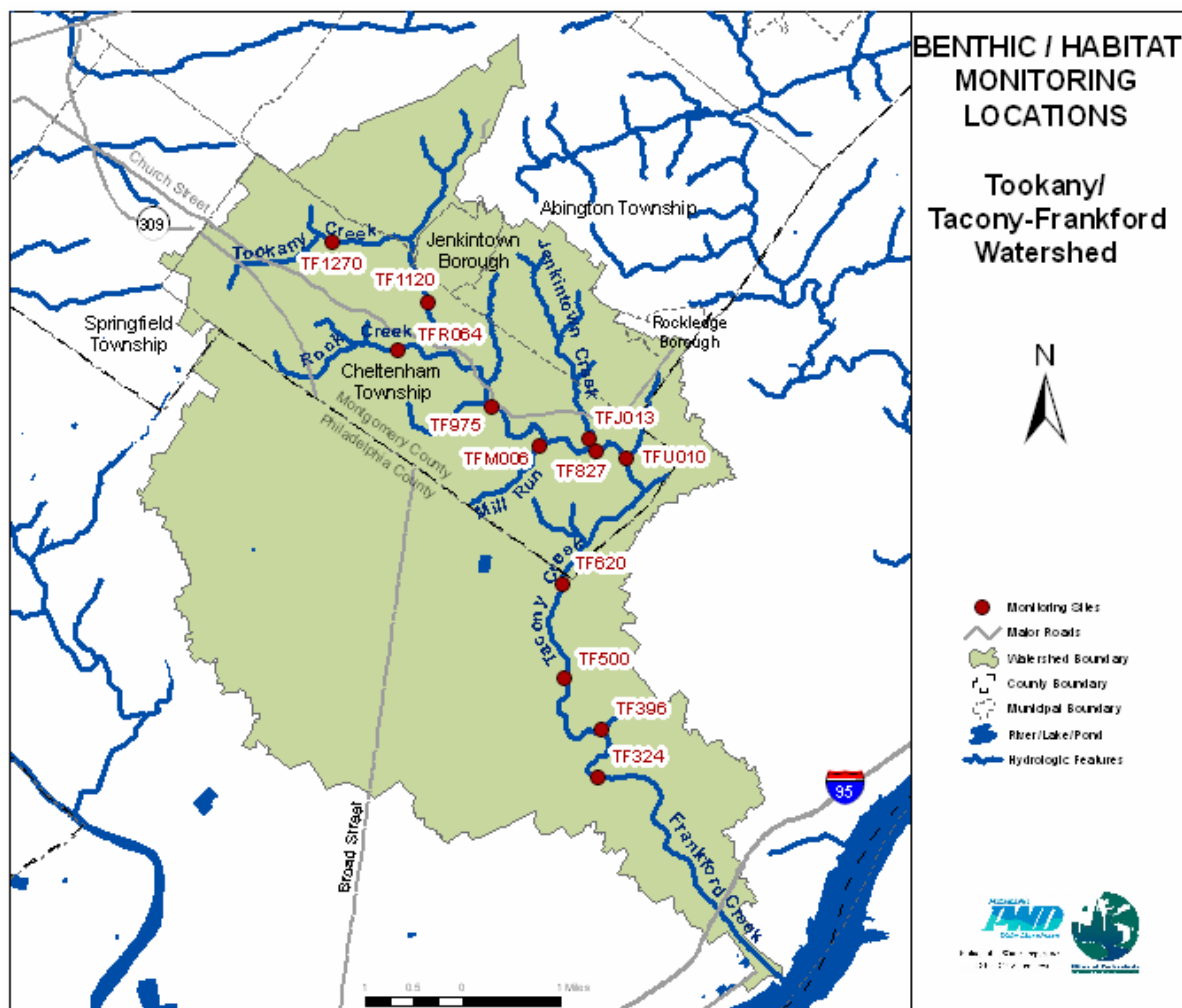 BENTHIC / HABITAT
MONITORING
LOCATIONS
Tookany/
Tacony-Frankford
Watershed
Church Street
309
Tookany Creek
TF1270
Abington Township
Jenkintown
Borough
Jenkintown Creek
TF1120
Springfield
Township
Rock Creek
TFR064
Rockledge
Borough
Cheltenham
Township
Montgomery County
Philadelphia County
TF975
TFJ013
TFM006
TF827
TFU010
Mill Run
TF620
Tacony Creek
TF500
TF396
TF324
Broad Street
Frankford Creek
95
N
Monitoring Sites
Major Roads
Watershed Boundary
County Boundary
Municipal Boundary
River/Lake/Pond
Hydrologic Features
PWD
1 0.5 0 1 Miles